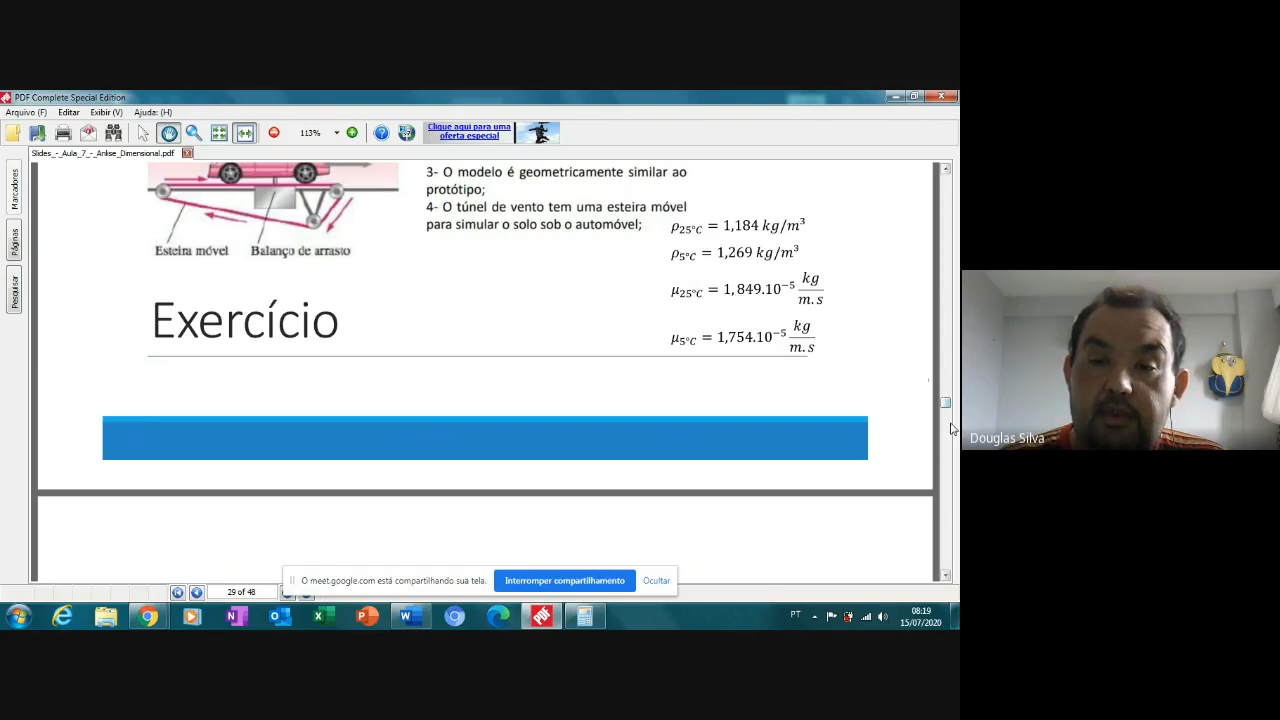 PDF Complete Special Edition
Arquivo (F) Editar Exibir (V) Ajuda: (H)
113%
Clique aqui para uma
oferta especial
Slides_-_Aula_7_-_Anlise_Dimensional.pdf
Marcadores
Páginas
Pesquisar
3- O modelo é geometricamente similar ao
protótipo;
4- O túnel de vento tem uma esteira móvel
para simular o solo sob o automóvel;
Esteira móvel Balanço de arrasto
ρ25°C = 1,184 kg/m³
ρ5°C = 1,269 kg/m³
μ25°C = 1,849.10⁻⁵ kg/m.s
μ5°C = 1,754.10⁻⁵ kg/m.s
Exercício
O meet.google.com está compartilhando sua tela. Interromper compartilhamento Ocultar
29 of 48
PT
08:19
15/07/2020
Douglas Silva